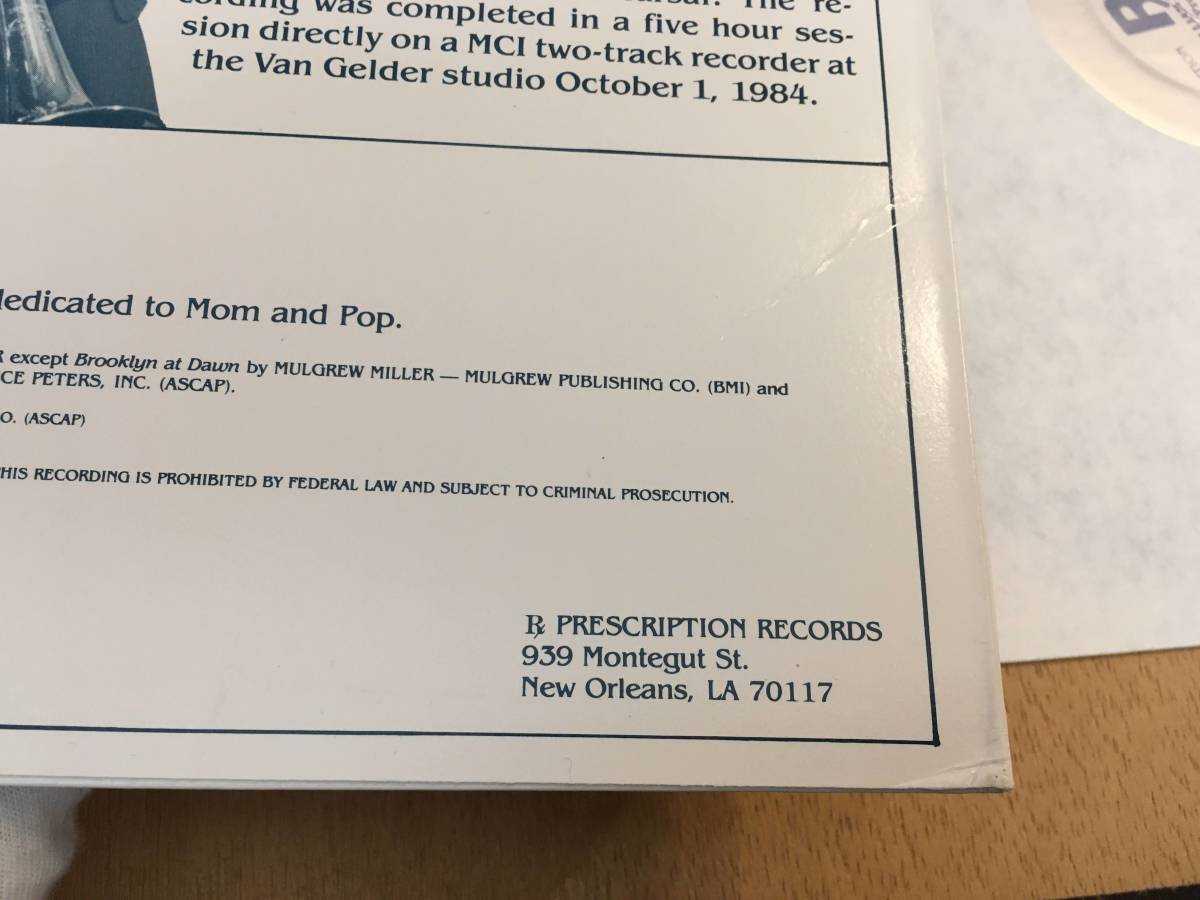 was completed in a five hour ses-
sion directly on a MCI two-track recorder at
the Van Gelder studio October 1, 1984.
dedicated to Mom and Pop.
R except Brooklyn at Dawn by MULGREW MILLER — MULGREW PUBLISHING CO. (BMI) and
CE PETERS, INC. (ASCAP).
O. (ASCAP)
THIS RECORDING IS PROHIBITED BY FEDERAL LAW AND SUBJECT TO CRIMINAL PROSECUTION.
℞ PRESCRIPTION RECORDS
939 Montegut St.
New Orleans, LA 70117